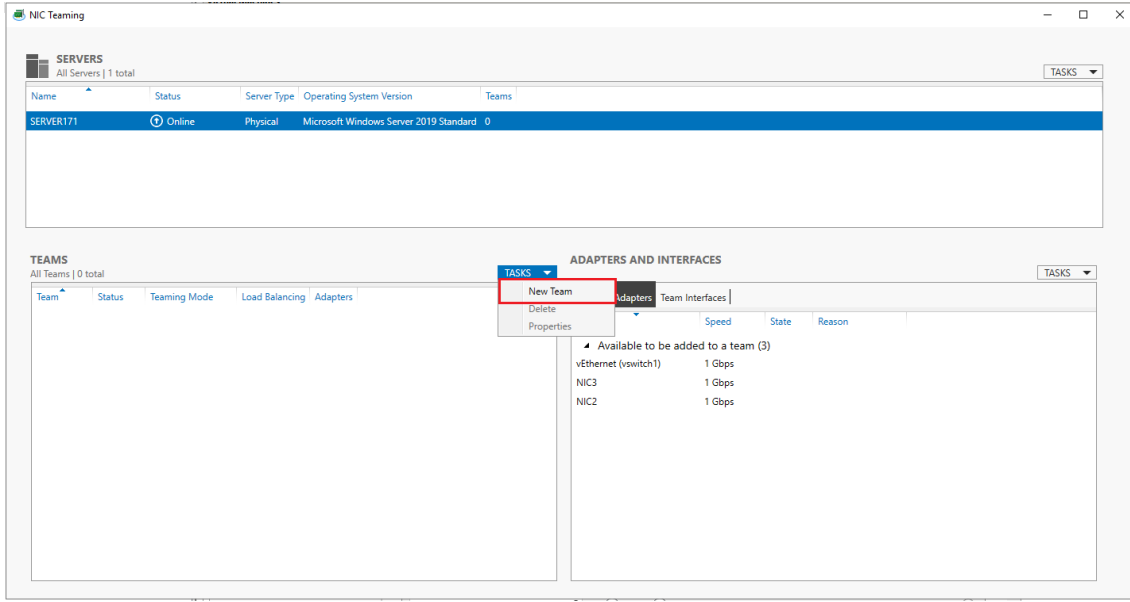 NIC Teaming
SERVERS
All Servers | 1 total
TASKS
Name Status Server Type Operating System Version Teams
SERVER171 Online Physical Microsoft Windows Server 2019 Standard 0
TEAMS
All Teams | 0 total
TASKS
Team Status Teaming Mode Load Balancing Adapters
New Team
Delete
Properties
ADAPTERS AND INTERFACES
TASKS
Adapters Team Interfaces
Speed State Reason
Available to be added to a team (3)
vEthernet (vswitch1) 1 Gbps
NIC3 1 Gbps
NIC2 1 Gbps